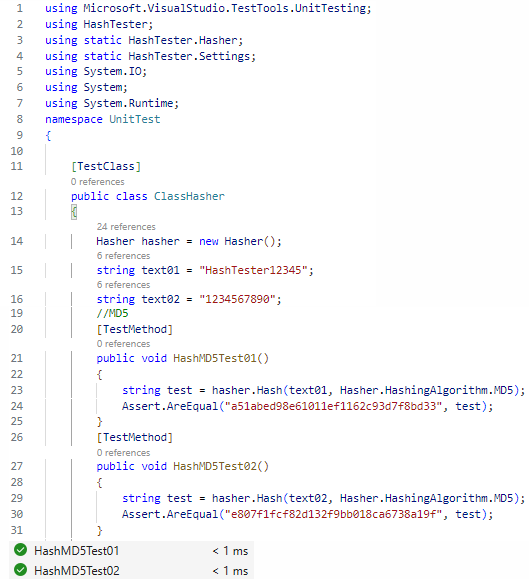 1 using Microsoft.VisualStudio.TestTools.UnitTesting;
2 using HashTester;
3 using static HashTester.Hasher;
4 using static HashTester.Settings;
5 using System.IO;
6 using System;
7 using System.Runtime;
8 namespace UnitTest
9 {
10
11 [TestClass]
0 references
12 public class ClassHasher
13 {
24 references
14 Hasher hasher = new Hasher();
6 references
15 string text01 = "HashTester12345";
6 references
16 string text02 = "1234567890";
19 //MD5
20 [TestMethod]
0 references
21 public void HashMD5Test01()
22 {
23 string test = hasher.Hash(text01, Hasher.HashingAlgorithm.MD5);
24 Assert.AreEqual("a51abed98e61011ef1162c93d7f8bd33", test);
25 }
26 [TestMethod]
0 references
27 public void HashMD5Test02()
28 {
29 string test = hasher.Hash(text02, Hasher.HashingAlgorithm.MD5);
30 Assert.AreEqual("e807f1fcf82d132f9bb018ca6738a19f", test);
31 }
HashMD5Test01 < 1 ms
HashMD5Test02 < 1 ms